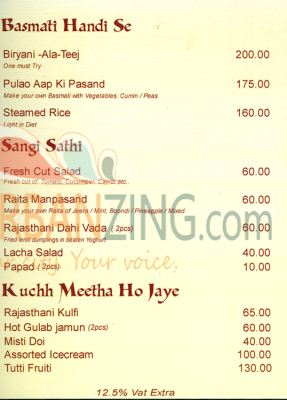 Basmati Handi Se
Biryani -Ala-Teej 200.00
One must Try
Pulao Aap Ki Pasand 175.00
Make your own Basmati with Vegetables, Cumin / Peas
Steamed Rice 160.00
Light in Diet
Sangi Sathi
Fresh Cut Salad 60.00
Fresh cut of Tomato, Cucumber, Carrot etc..
Raita Manpasand 60.00
Make your own Raita of Jeera / Mint, Boondi / Pineapple / Mixed
Rajasthani Dahi Vada (2pcs) 60.00
Fried lentil dumplings in beaten Yoghurt
Lacha Salad 40.00
Papad (2pcs) 10.00
Your voice.
Kuchh Meetha Ho Jaye
Rajasthani Kulfi 65.00
Hot Gulab jamun (2pcs) 60.00
Misti Doi 40.00
Assorted Icecream 100.00
Tutti Fruiti 130.00
12.5% Vat Extra